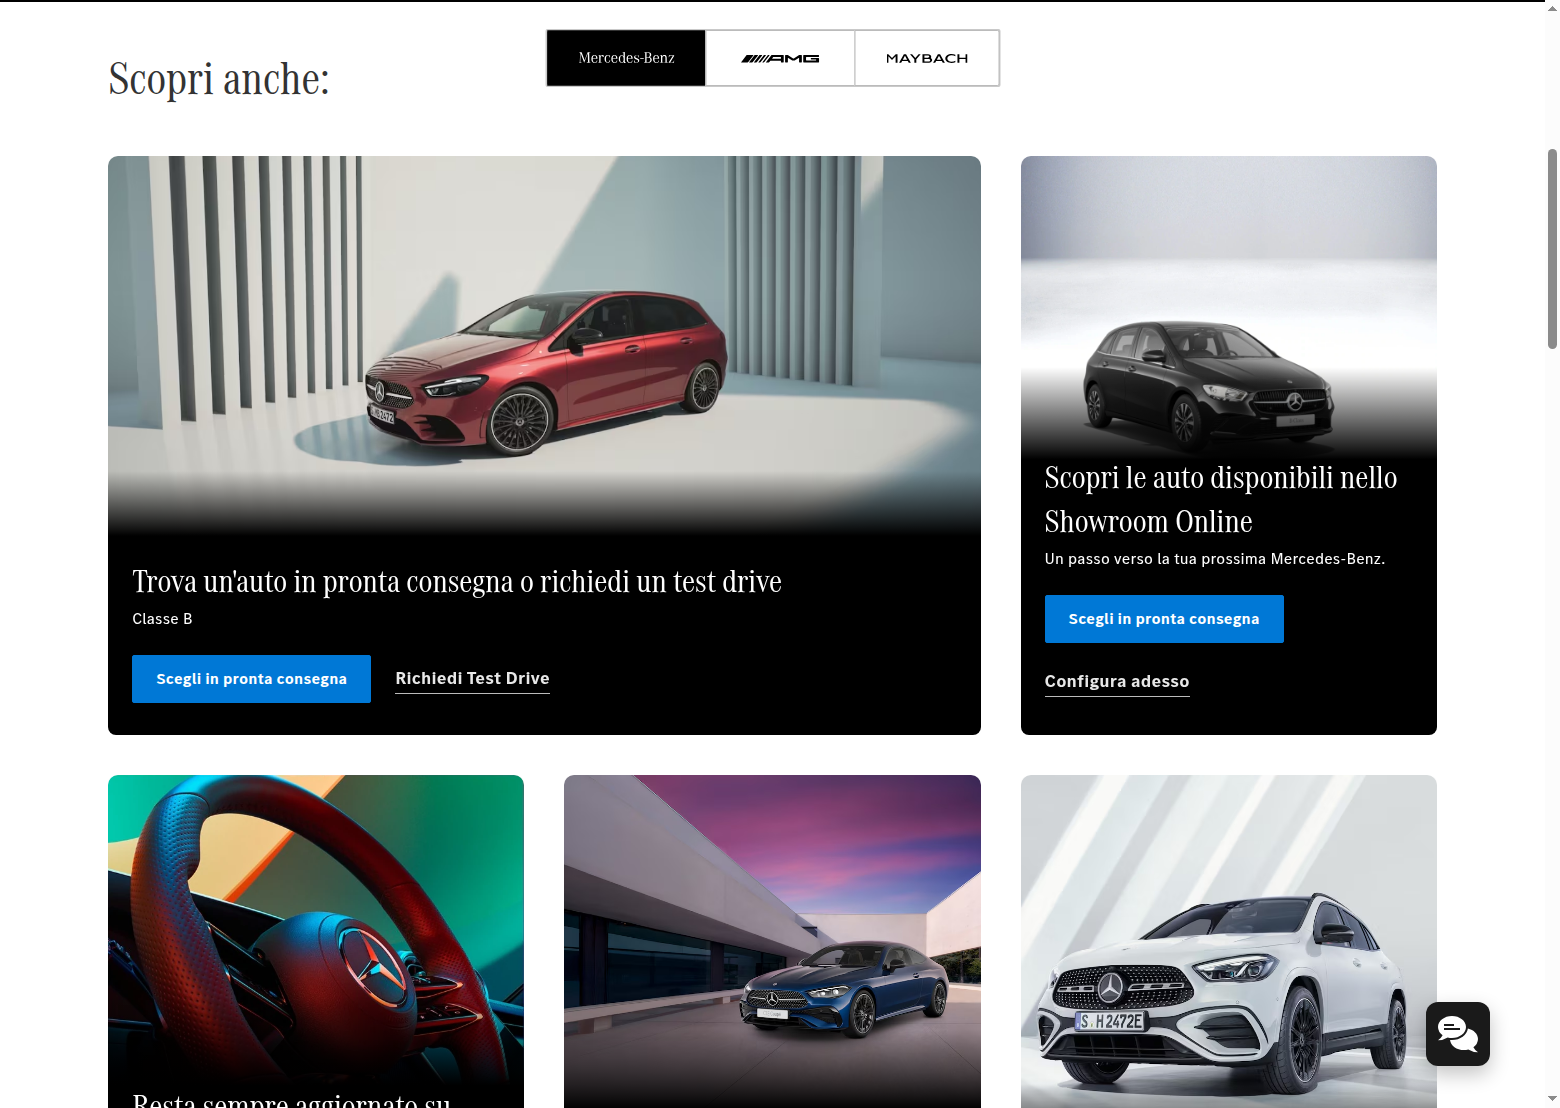 Scopri anche:
Mercedes-Benz
AMG
MAYBACH
Trova un'auto in pronta consegna o richiedi un test drive
Classe B
Scegli in pronta consegna
Richiedi Test Drive
Scopri le auto disponibili nello
Showroom Online
Un passo verso la tua prossima Mercedes-Benz.
Scegli in pronta consegna
Configura adesso
S H 2472E
Resta sempre aggiornato su